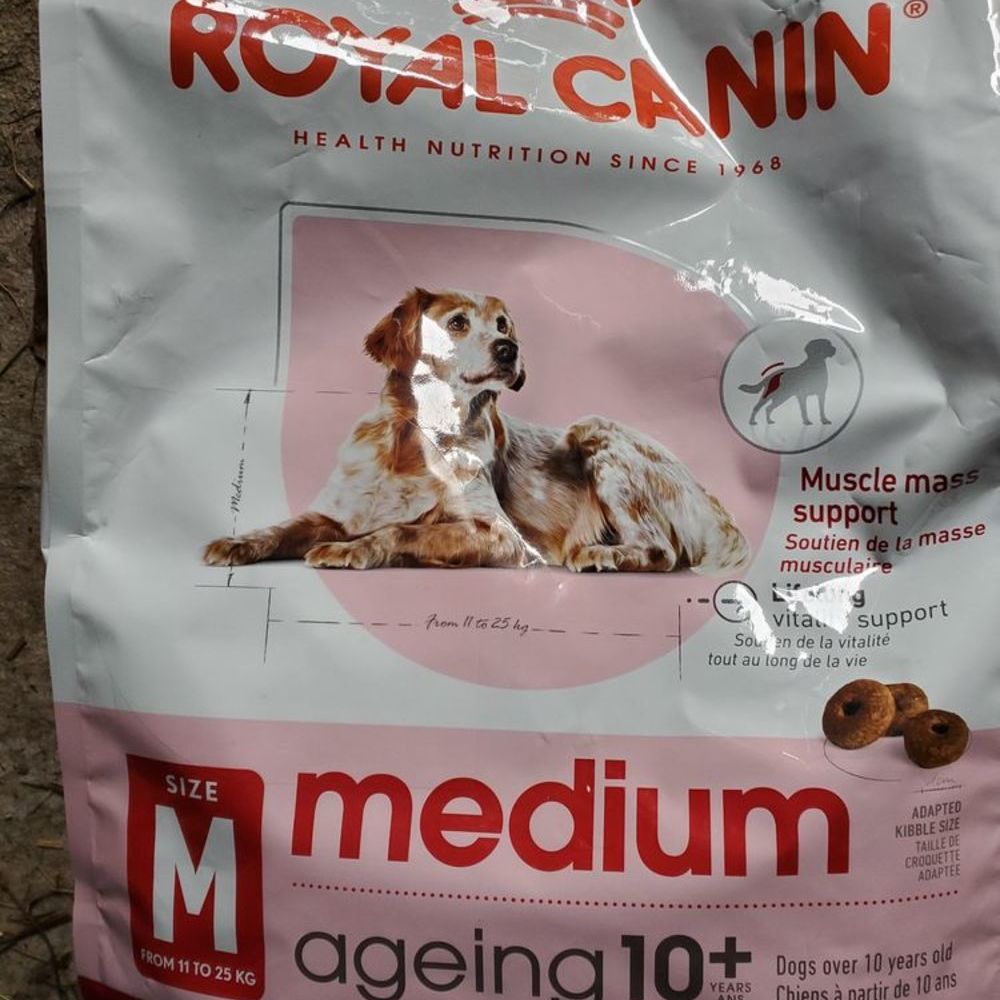 ROYAL CANIN®
HEALTH NUTRITION SINCE 1968
Medium
Muscle mass
support
Soutien de la masse
musculaire
vitality support
Soutien de la vitalité
tout au long de la vie
From 11 to 25 kg
SIZE
M
FROM 11 TO 25 KG
medium
ADAPTED
KIBBLE SIZE
TAILLE DE
CROQUETTE
ADAPTÉE
ageing 10+
YEARS
ANS
Dogs over 10 years old
Chiens à partir de 10 ans